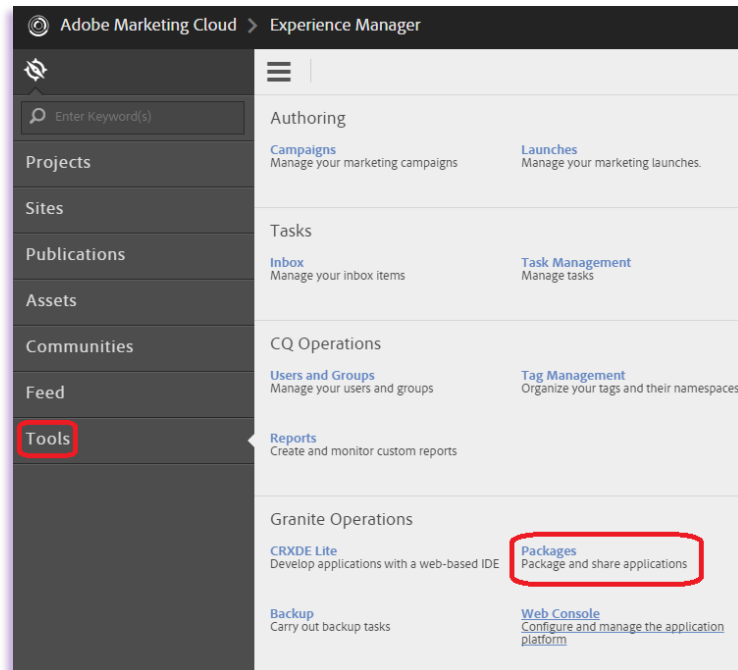 Adobe Marketing Cloud > Experience Manager
Enter Keyword(s)
Projects
Sites
Publications
Assets
Communities
Feed
Tools
Authoring
Campaigns
Manage your marketing campaigns
Launches
Manage your marketing launches.
Tasks
Inbox
Manage your inbox items
Task Management
Manage tasks
CQ Operations
Users and Groups
Manage your users and groups
Tag Management
Organize your tags and their namespaces
Reports
Create and monitor custom reports
Granite Operations
CRXDE Lite
Develop applications with a web-based IDE
Packages
Package and share applications
Backup
Carry out backup tasks
Web Console
Configure and manage the application
platform